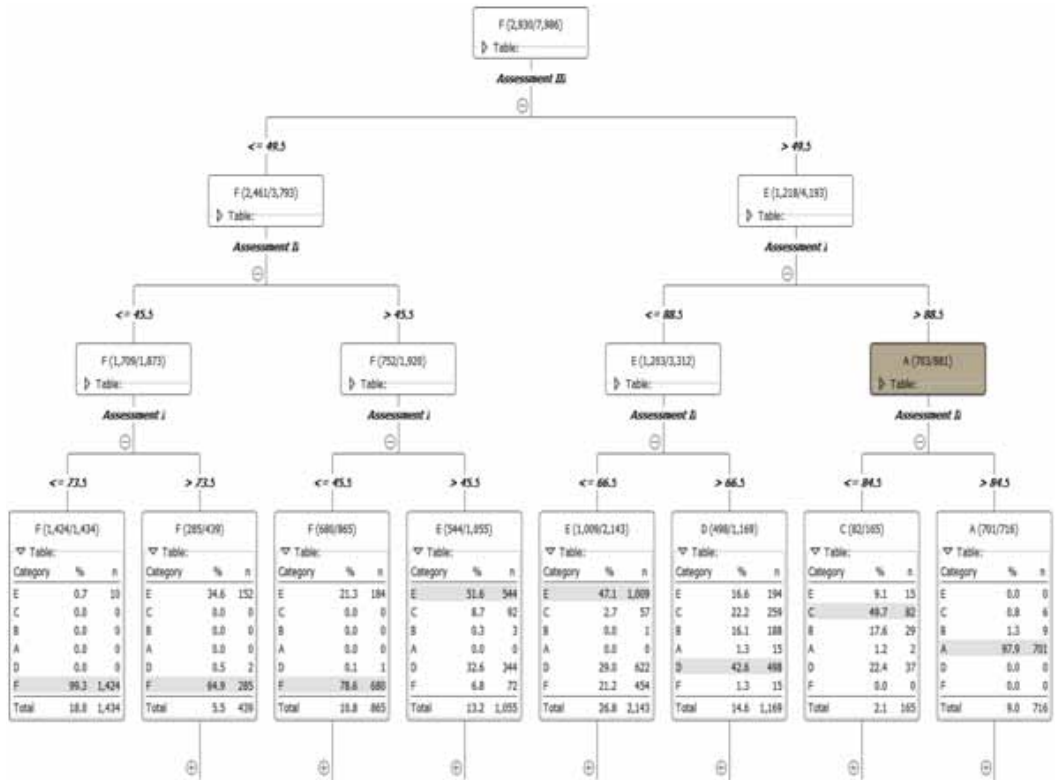 F (2,930/7,986)
Table:
Assessment IIi
<= 49.5 > 49.5
F (2,461/3,793) E (1,218/4,193)
Table: Table:
Assessment Ii Assessment i
<= 45.5 > 45.5 <= 88.5 > 88.5
F (1,709/1,873) F (752/1,920) E (1,203/3,312) A (703/881)
Table: Table: Table: Table:
Assessment i Assessment i Assessment Ii Assessment Ii
<= 73.5 > 73.5 <= 45.5 > 45.5 <= 66.5 > 66.5 <= 84.5 > 84.5
F (1,424/1,434)
Table:
Category % n
E 0.7 10
C 0.0 0
B 0.0 0
A 0.0 0
D 0.0 0
F 99.3 1,424
Total 18.0 1,434
F (285/439)
Table:
Category % n
E 34.6 152
C 0.0 0
B 0.0 0
A 0.0 0
D 0.5 2
F 64.9 285
Total 5.5 439
F (680/865)
Table:
Category % n
E 21.3 184
C 0.0 0
B 0.0 0
A 0.0 0
D 0.1 1
F 78.6 680
Total 10.8 865
E (544/1,055)
Table:
Category % n
E 51.6 544
C 8.7 92
B 0.3 3
A 0.0 0
D 32.6 344
F 6.8 72
Total 13.2 1,055
E (1,009/2,143)
Table:
Category % n
E 47.1 1,009
C 2.7 57
B 0.0 1
A 0.0 0
D 29.0 622
F 21.2 454
Total 26.8 2,143
D (498/1,169)
Table:
Category % n
E 16.6 194
C 22.2 259
B 16.1 188
A 1.3 15
D 42.6 498
F 1.3 15
Total 14.6 1,169
C (82/165)
Table:
Category % n
E 9.1 15
C 49.7 82
B 17.6 29
A 1.2 2
D 22.4 37
F 0.0 0
Total 2.1 165
A (701/716)
Table:
Category % n
E 0.0 0
C 0.8 6
B 1.3 9
A 97.9 701
D 0.0 0
F 0.0 0
Total 9.0 716